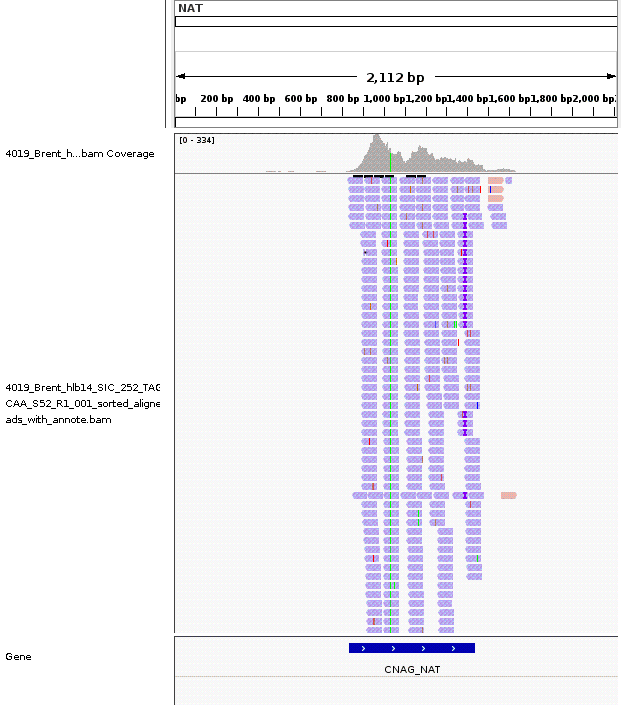 NAT
2,112 bp
bp 200 bp 400 bp 600 bp 800 bp 1,000 bp 1,200 bp 1,400 bp 1,600 bp 1,800 bp 2,000 bp
[0 - 334]
4019_Brent_h...bam Coverage
4019_Brent_hlb14_SIC_252_TAG
CAA_S52_R1_001_sorted_aligne
ads_with_annote.bam
Gene
CNAG_NAT